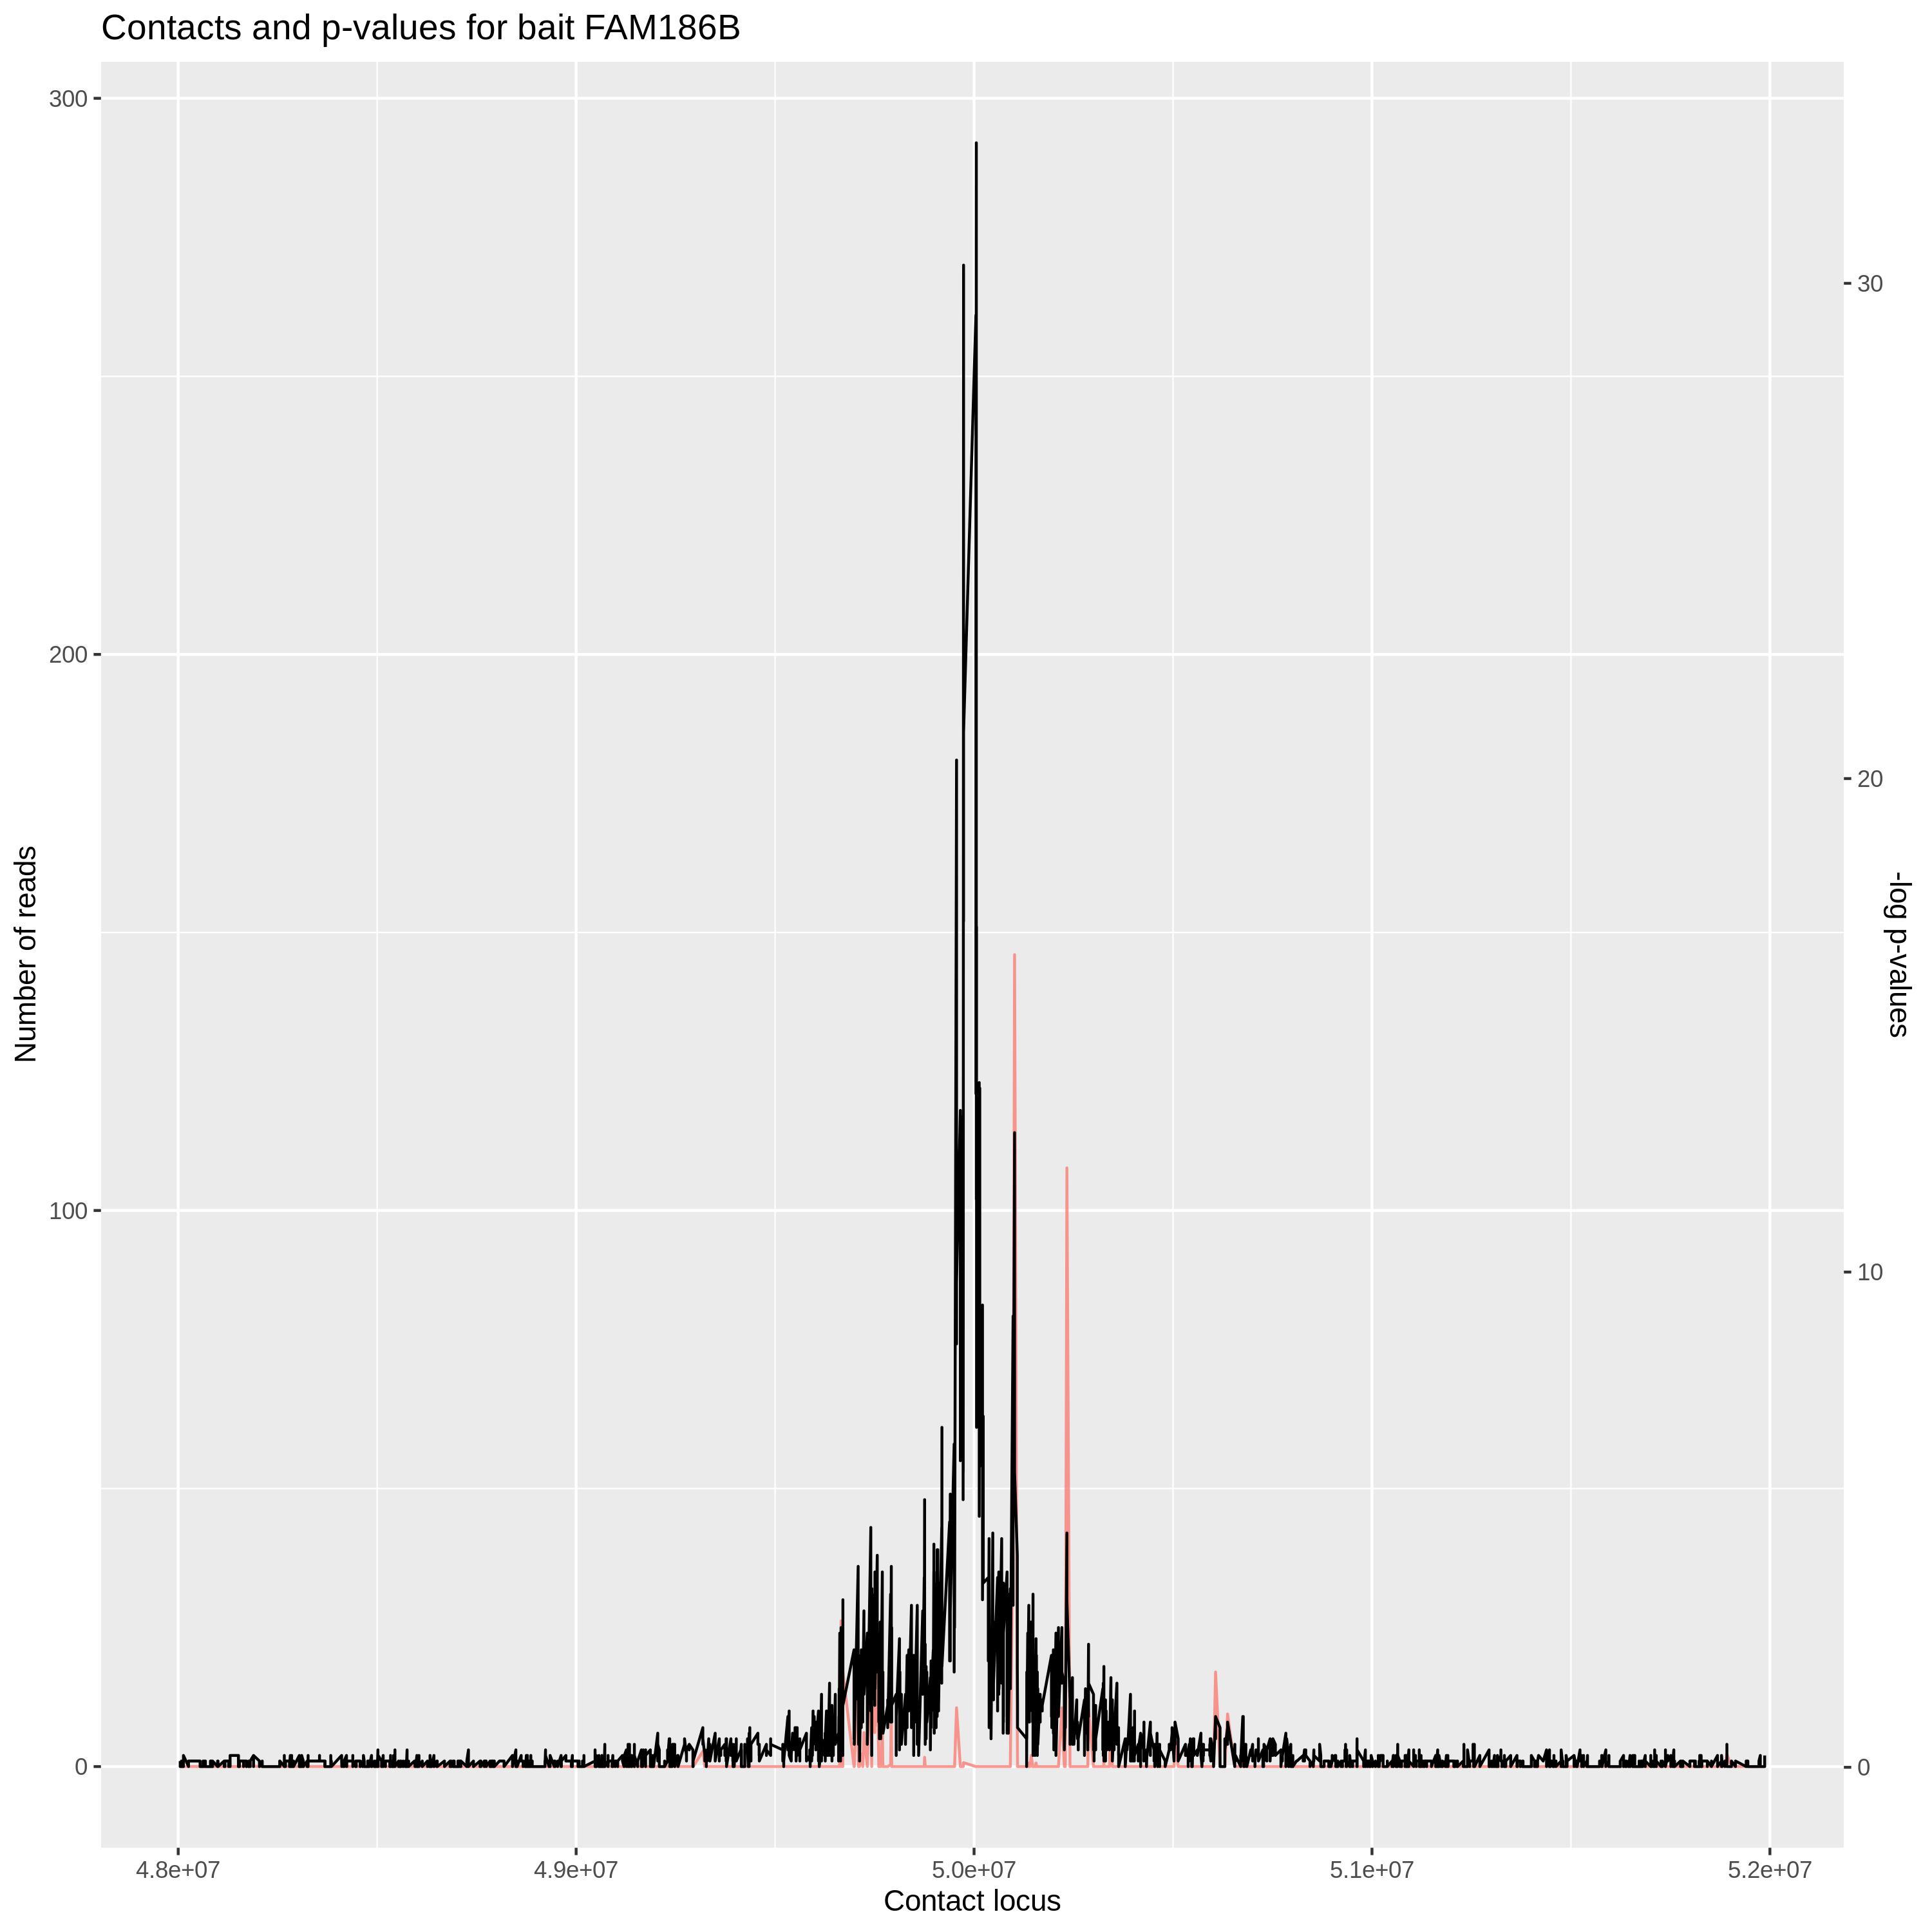 Contacts and p-values for bait FAM186B
300
200
100
0
30
20
10
0
Number of reads
-log p-values
4.8e+07 4.9e+07 5.0e+07 5.1e+07 5.2e+07
Contact locus